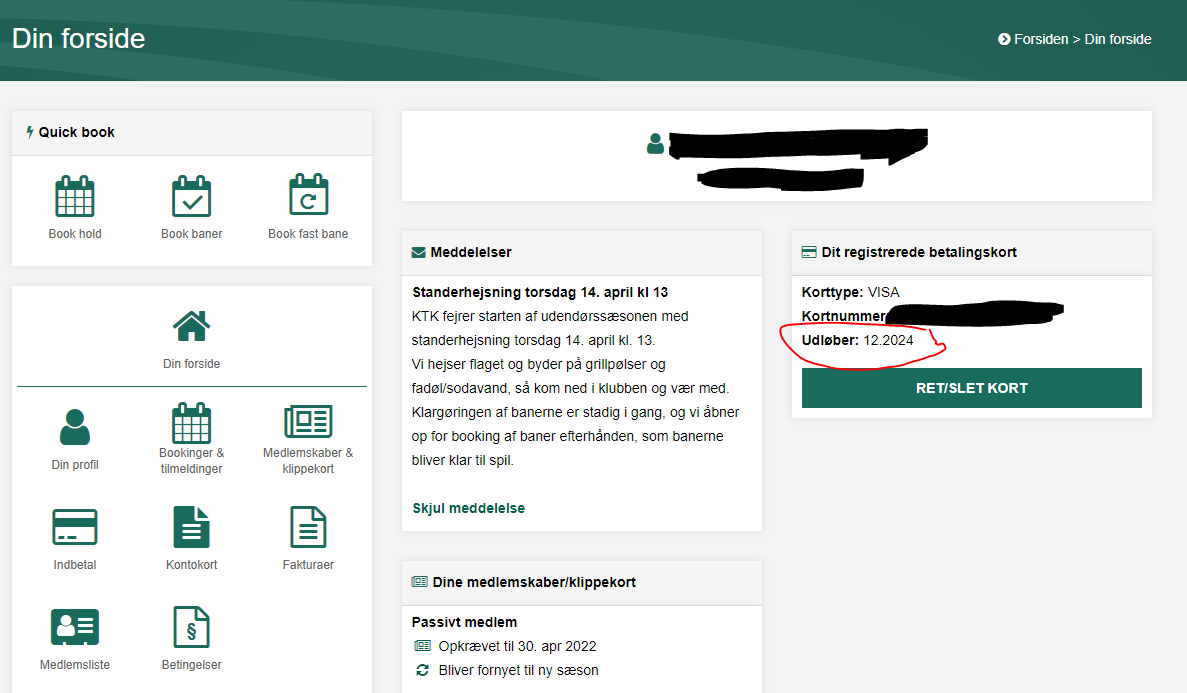 Din forside
Forsiden > Din forside
Quick book
Book hold
Book baner
Book fast bane
Din forside
Din profil
Bookinger &
tilmeldinger
Medlemskaber &
klippekort
Indbetal
Kontokort
Fakturaer
Medlemsliste
§
Betingelser
Meddelelser
Standerhejsning torsdag 14. april kl 13
KTK fejrer starten af udendørssæsonen med
standerhejsning torsdag 14. april kl. 13.
Vi hejser flaget og byder på grillpølser og
fadøl/sodavand, så kom ned i klubben og vær med.
Klargøringen af banerne er stadig i gang, og vi åbner
op for booking af baner efterhånden, som banerne
bliver klar til spil.
Skjul meddelelse
Dine medlemskaber/klippekort
Passivt medlem
Opkrævet til 30. apr 2022
Bliver fornyet til ny sæson
Dit registrerede betalingskort
Korttype: VISA
Kortnummer
Udløber: 12.2024
RET/SLET KORT